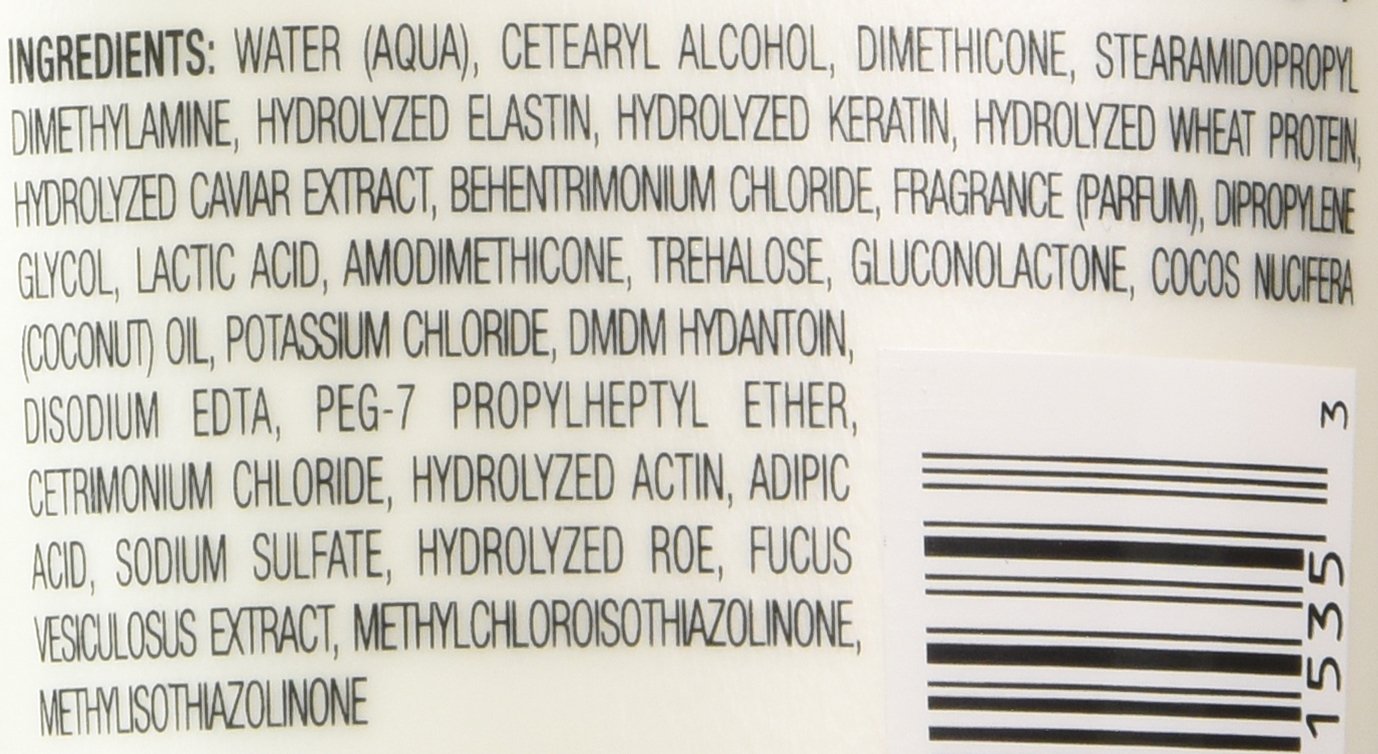 INGREDIENTS: WATER (AQUA), CETEARYL ALCOHOL, DIMETHICONE, STEARAMIDOPROPYL
DIMETHYLAMINE, HYDROLYZED ELASTIN, HYDROLYZED KERATIN, HYDROLYZED WHEAT PROTEIN,
HYDROLYZED CAVIAR EXTRACT, BEHENTRIMONIUM CHLORIDE, FRAGRANCE (PARFUM), DIPROPYLENE
GLYCOL, LACTIC ACID, AMODIMETHICONE, TREHALOSE, GLUCONOLACTONE, COCOS NUCIFERA
(COCONUT) OIL, POTASSIUM CHLORIDE, DMDM HYDANTOIN,
DISODIUM EDTA, PEG-7 PROPYLHEPTYL ETHER,
CETRIMONIUM CHLORIDE, HYDROLYZED ACTIN, ADIPIC
ACID, SODIUM SULFATE, HYDROLYZED ROE, FUCUS
VESICULOSUS EXTRACT, METHYLCHLOROISOTHIAZOLINONE,
METHYLISOTHIAZOLINONE
3
1535